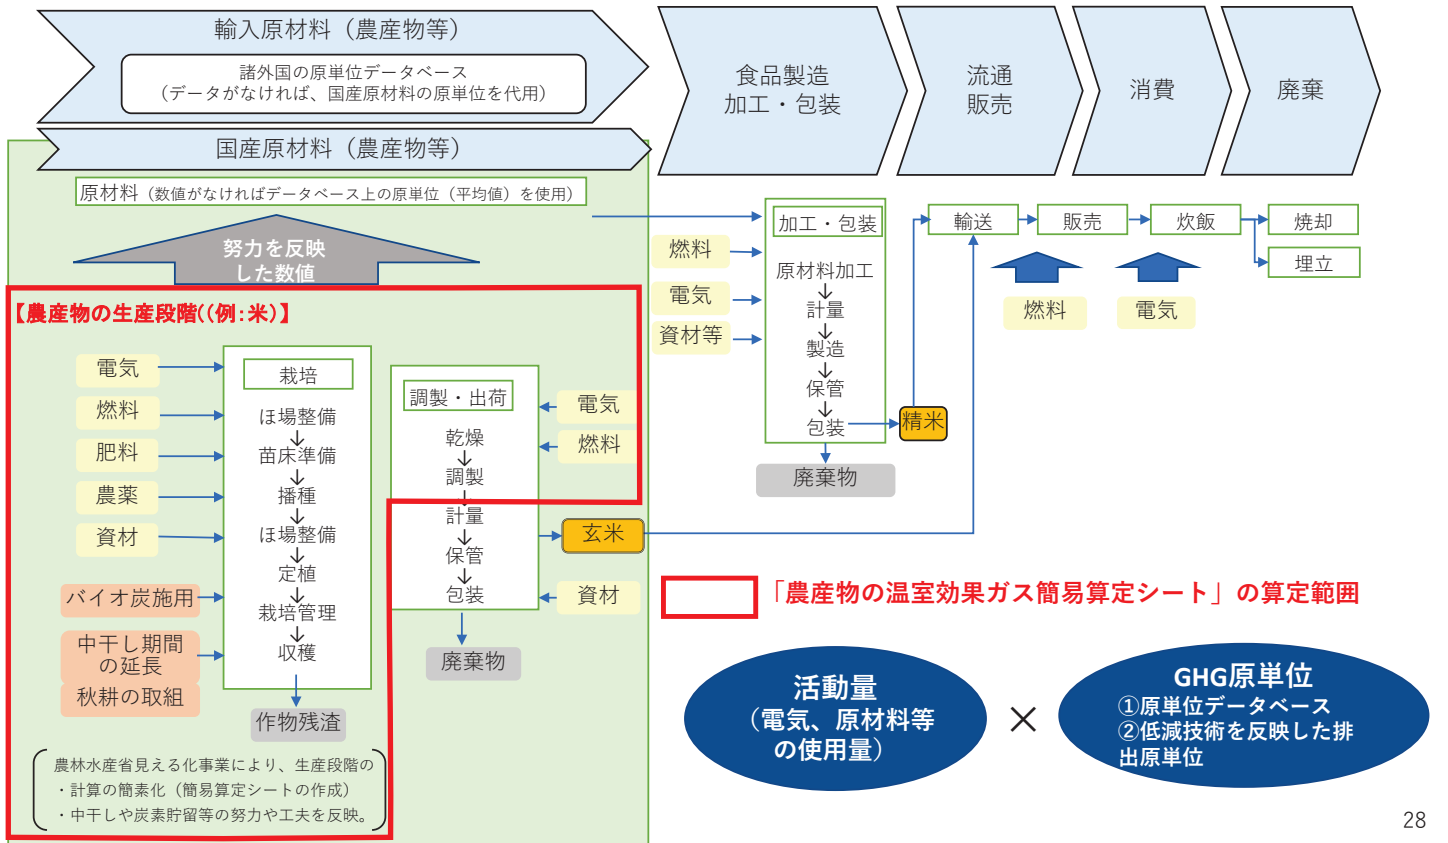 輸入原材料（農産物等）
諸外国の原単位データベース
（データがなければ、国産原材料の原単位を代用）
国産原材料（農産物等）
食品製造
加工・包装
流通
販売
消費
廃棄
原材料（数値がなければデータベース上の原単位（平均値）を使用）
努力を反映
した数値
【農産物の生産段階((例：米)】
電気
燃料
肥料
農薬
資材
バイオ炭施用
中干し期間
の延長
秋耕の取組
栽培
ほ場整備
↓
苗床準備
↓
播種
↓
ほ場整備
↓
定植
↓
栽培管理
↓
収穫
作物残渣
調製・出荷
乾燥
↓
調製
↓
計量
↓
保管
↓
包装
電気
燃料
玄米
資材
廃棄物
農林水産省見える化事業により、生産段階の
・計算の簡素化（簡易算定シートの作成）
・中干しや炭素貯留等の努力や工夫を反映。
燃料
電気
資材等
加工・包装
原材料加工
↓
計量
↓
製造
↓
保管
↓
包装
精米
廃棄物
輸送
販売
炊飯
焼却
埋立
燃料
電気
「農産物の温室効果ガス簡易算定シート」の算定範囲
活動量
（電気、原材料等
の使用量）
×
GHG原単位
①原単位データベース
②低減技術を反映した排
出原単位
28